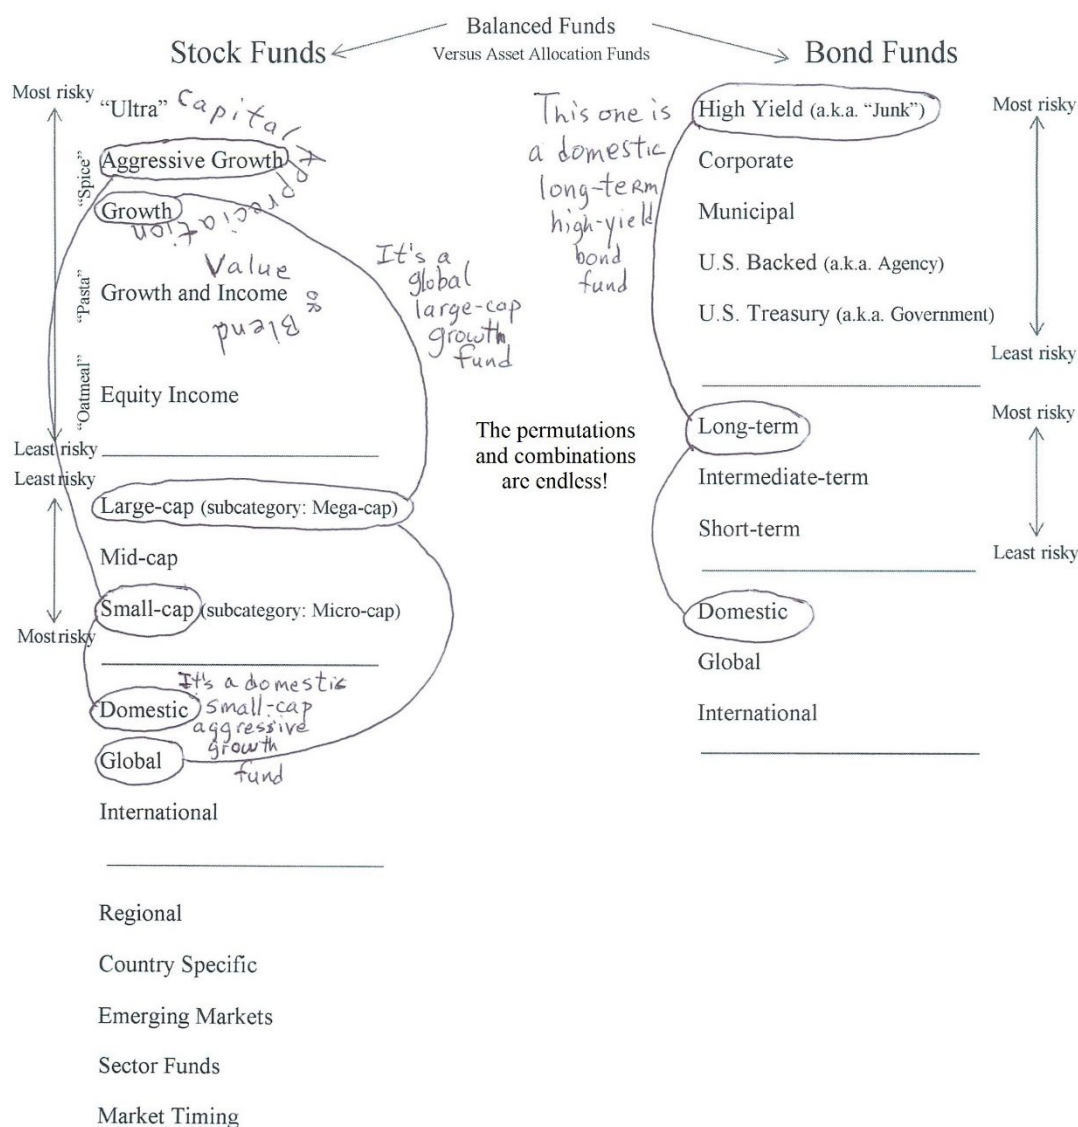 Balanced Funds
Versus Asset Allocation Funds
Stock Funds
Most risky
"Ultra"
Capital Appreciation
"Spice"
Aggressive Growth
Growth
Value or Blend
"Pasta"
Growth and Income
"Oatmeal"
Equity Income
Least risky
Least risky
Large-cap (subcategory: Mega-cap)
Mid-cap
Small-cap (subcategory: Micro-cap)
Most risky
Domestic
Global
International
It's a domestic
small-cap
aggressive
growth
fund
Regional
Country Specific
Emerging Markets
Sector Funds
Market Timing
It's a
global
large-cap
growth
fund
The permutations
and combinations
are endless!
Bond Funds
This one is
a domestic
long-term
high-yield
bond
fund
High Yield (a.k.a. "Junk")
Corporate
Municipal
U.S. Backed (a.k.a. Agency)
U.S. Treasury (a.k.a. Government)
Most risky
Least risky
Long-term
Intermediate-term
Short-term
Most risky
Least risky
Domestic
Global
International